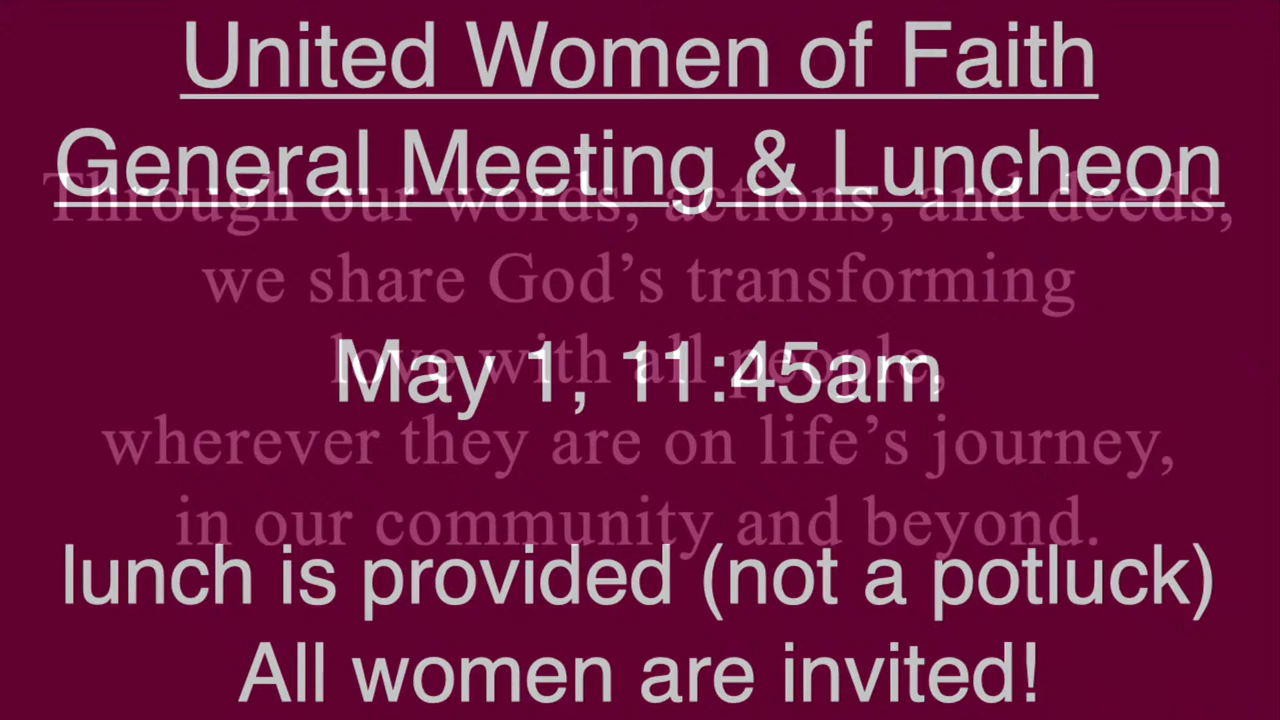 United Women of Faith
General Meeting & Luncheon
Through our words, actions, and deeds,
we share God’s transforming
May 1, 11:45am
love with all people,
wherever they are on life’s journey,
in our community and beyond.
lunch is provided (not a potluck)
All women are invited!